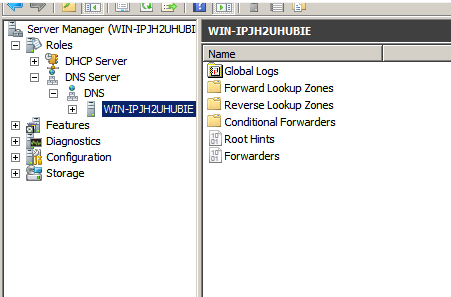 Server Manager (WIN-IPJH2UHUBI
Roles
DHCP Server
DNS Server
DNS
WIN-IPJH2UHUBIE
Features
Diagnostics
Configuration
Storage
WIN-IPJH2UHUBIE
Name
Global Logs
Forward Lookup Zones
Reverse Lookup Zones
Conditional Forwarders
Root Hints
Forwarders